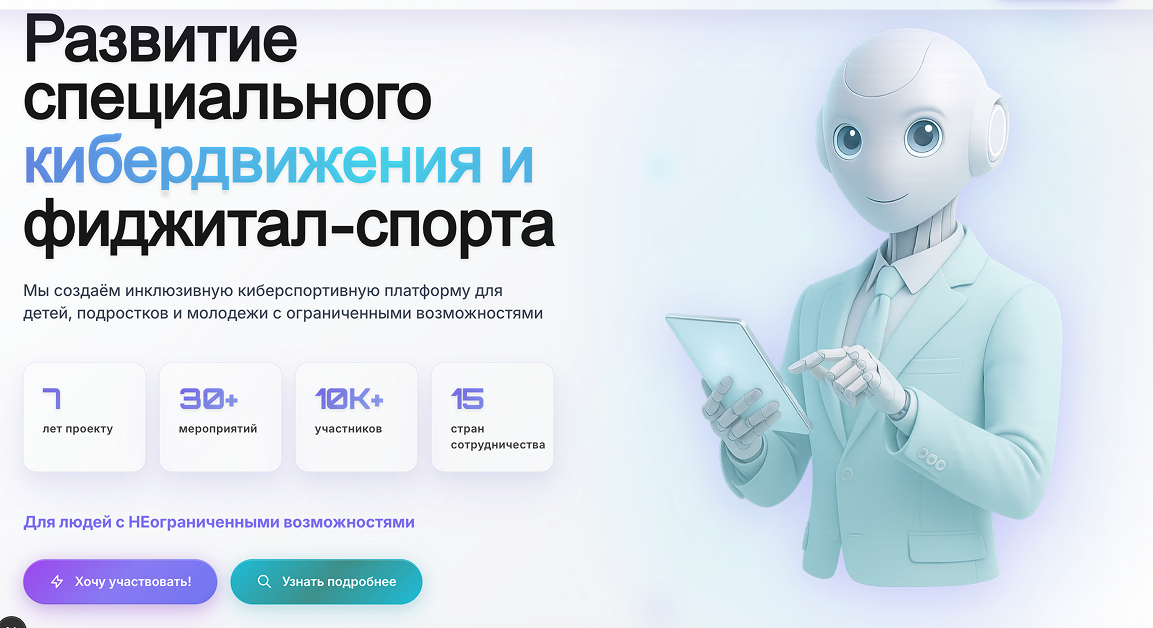 Развитие
специального
кибердвижения и
фиджитал-спорта
Мы создаём инклюзивную киберспортивную платформу для
детей, подростков и молодежи с ограниченными возможностями
7
лет проекту
30+
мероприятий
10K+
участников
15
стран
сотрудничества
Для людей с НЕограниченными возможностями
Хочу участвовать!
Узнать подробнее